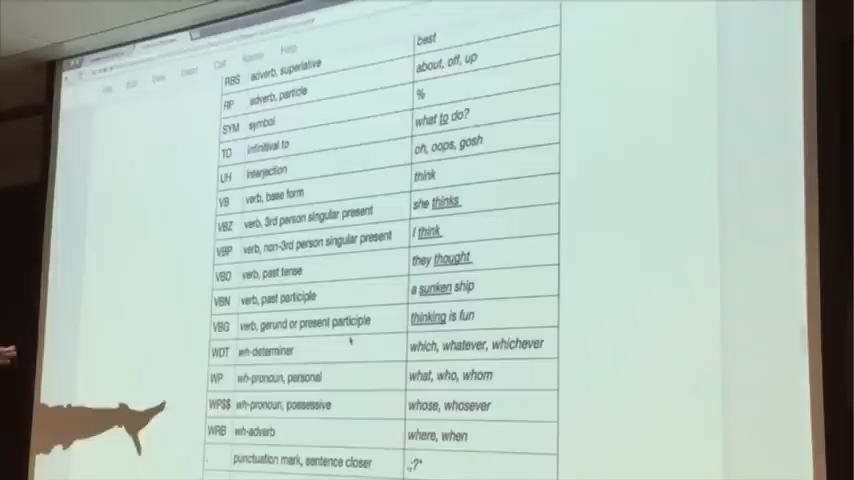 best
RBS adverb, superlative about, off, up
RP adverb, particle %
SYM symbol what to do?
TO infinitival to oh, oops, gosh
UH interjection think
VB verb, base form she thinks
VBZ verb, 3rd person singular present I think
VBP verb, non-3rd person singular present they thought
VBD verb, past tense a sunken ship
VBN verb, past participle thinking is fun
VBG verb, gerund or present participle which, whatever, whichever
WDT wh-determiner what, who, whom
WP wh-pronoun, personal whose, whosever
WP$$ wh-pronoun, possessive where, when
WRB wh-adverb .;?*
. punctuation mark, sentence closer